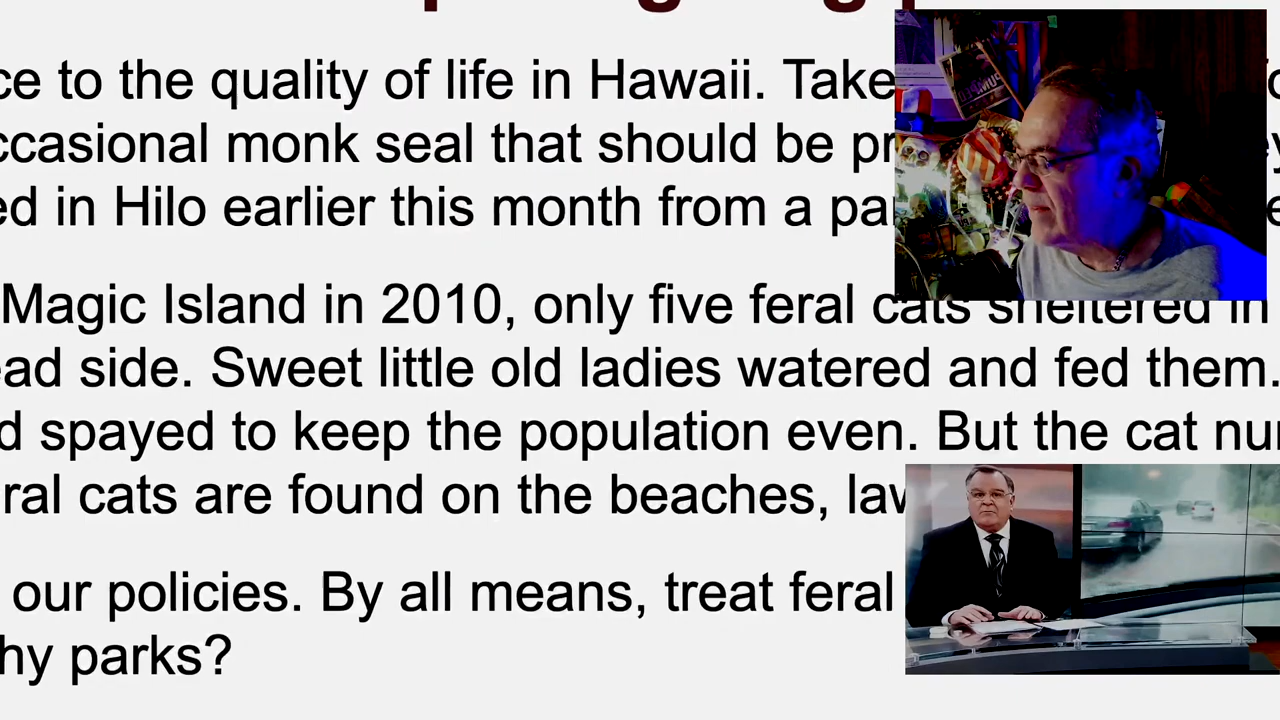 ce to the quality of life in Hawaii. Take
ccasional monk seal that should be pr
ed in Hilo earlier this month from a pa
Magic Island in 2010, only five feral cats sheltered in
ead side. Sweet little old ladies watered and fed them.
d spayed to keep the population even. But the cat nu
ral cats are found on the beaches, law
our policies. By all means, treat feral
hy parks?